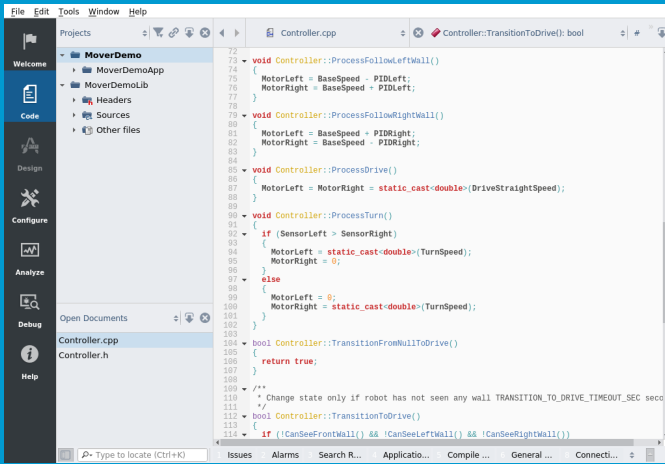 File Edit Tools Window Help
Projects
Controller.cpp
Controller::TransitionToDrive(): bool
#
Welcome
Code
Design
Configure
Analyze
Debug
Help
MoverDemo
MoverDemoApp
MoverDemoLib
Headers
Sources
Other files
Open Documents
Controller.cpp
Controller.h
72
73 void Controller::ProcessFollowLeftWall()
74 {
75 MotorLeft = BaseSpeed - PIDLeft;
76 MotorRight = BaseSpeed + PIDLeft;
77 }
78
79 void Controller::ProcessFollowRightWall()
80 {
81 MotorLeft = BaseSpeed + PIDRight;
82 MotorRight = BaseSpeed - PIDRight;
83 }
84
85 void Controller::ProcessDrive()
86 {
87 MotorLeft = MotorRight = static_cast<double>(DriveStraightSpeed);
88 }
89
90 void Controller::ProcessTurn()
91 {
92 if (SensorLeft > SensorRight)
93 {
94 MotorLeft = static_cast<double>(TurnSpeed);
95 MotorRight = 0;
96 }
97 else
98 {
99 MotorLeft = 0;
100 MotorRight = static_cast<double>(TurnSpeed);
101 }
102 }
103
104 bool Controller::TransitionFromNullToDrive()
105 {
106 return true;
107 }
108
109 /**
110 * Change state only if robot has not seen any wall TRANSITION_TO_DRIVE_TIMEOUT_SEC seco
111 */
112 bool Controller::TransitionToDrive()
113 {
114 if (!CanSeeFrontWall() && !CanSeeLeftWall() && !CanSeeRightWall())
Type to locate (Ctrl+K)
1 Issues 2 Alarms 3 Search R... 4 Applicatio... 5 Compile ... 6 General ... 8 Connecti...